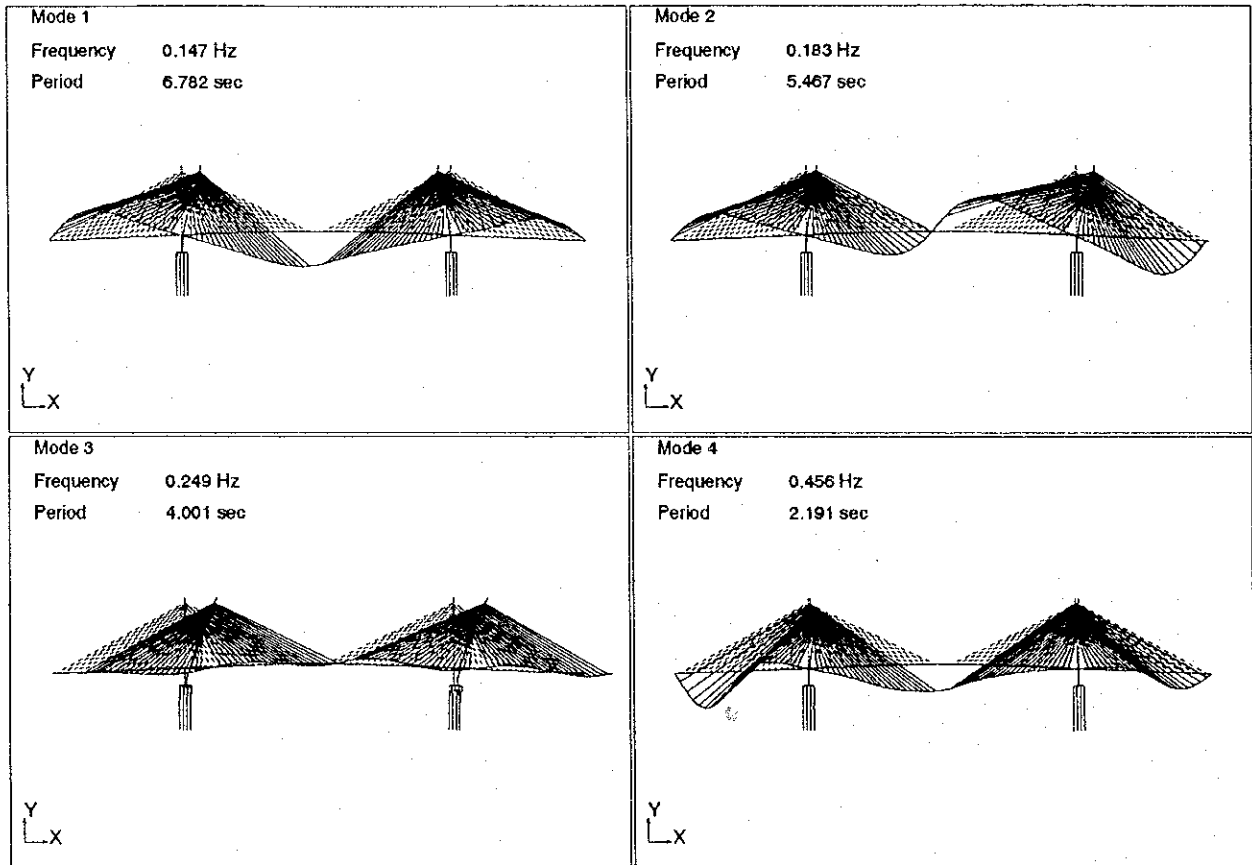 Mode 1
Frequency 0.147 Hz
Period 6.782 sec
Y
X
Mode 2
Frequency 0.183 Hz
Period 5.467 sec
Y
X
Mode 3
Frequency 0.249 Hz
Period 4.001 sec
Y
X
Mode 4
Frequency 0.456 Hz
Period 2.191 sec
Y
X